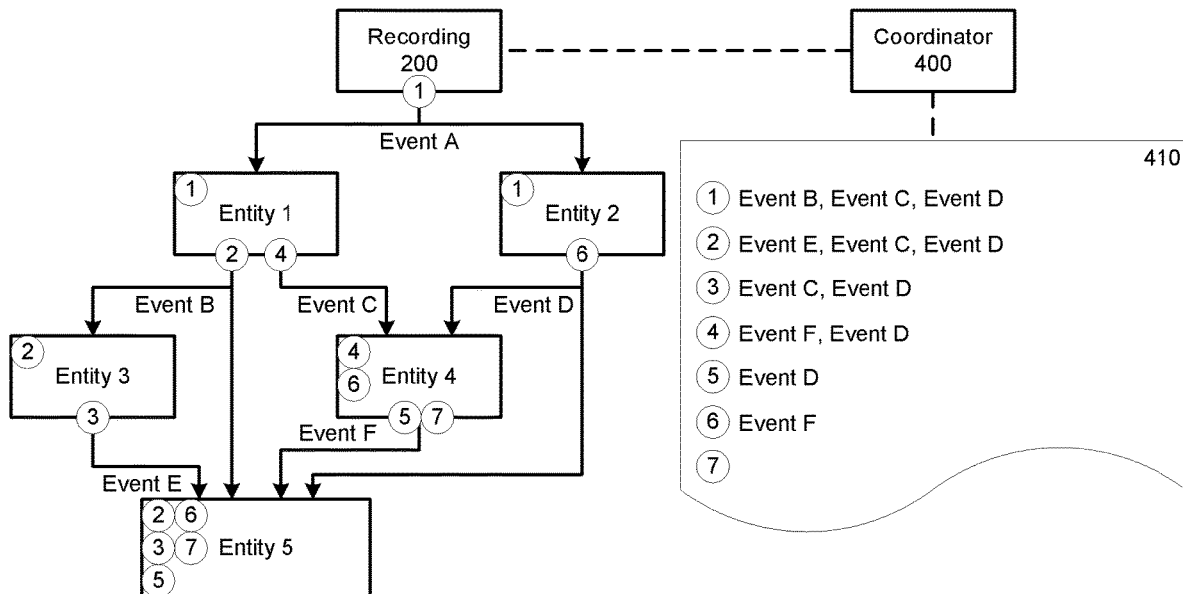 Recording
200
Coordinator
400
1
Event A
410
1
Entity 1
1
Entity 2
2
4
6
1 Event B, Event C, Event D
2 Event E, Event C, Event D
3 Event C, Event D
4 Event F, Event D
5 Event D
6 Event F
7
Event B
Event C
Event D
2
Entity 3
4
6
Entity 4
3
5
7
Event F
Event E
2
6
3
7
Entity 5
5